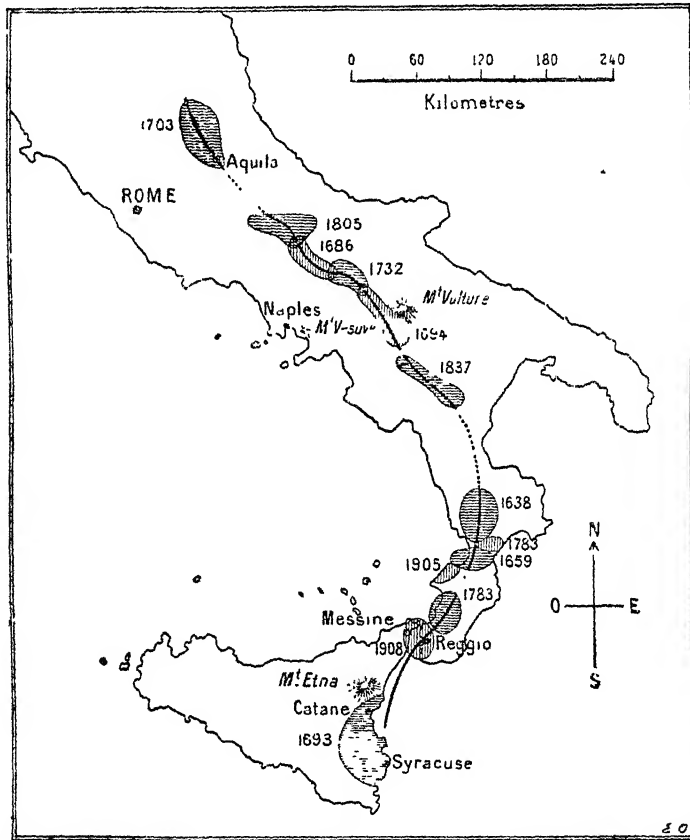 0 60 120 180 240
Kilometres
1703
Aquila
ROME
1805
1686
1732
Mt Vulture
Naples
Mt V-suve
1694
1837
1638
1783
1659
1905
1783
Messine
Reggio
1908
Mt Etna
Catane
1693
Syracuse
N
O E
S
E O